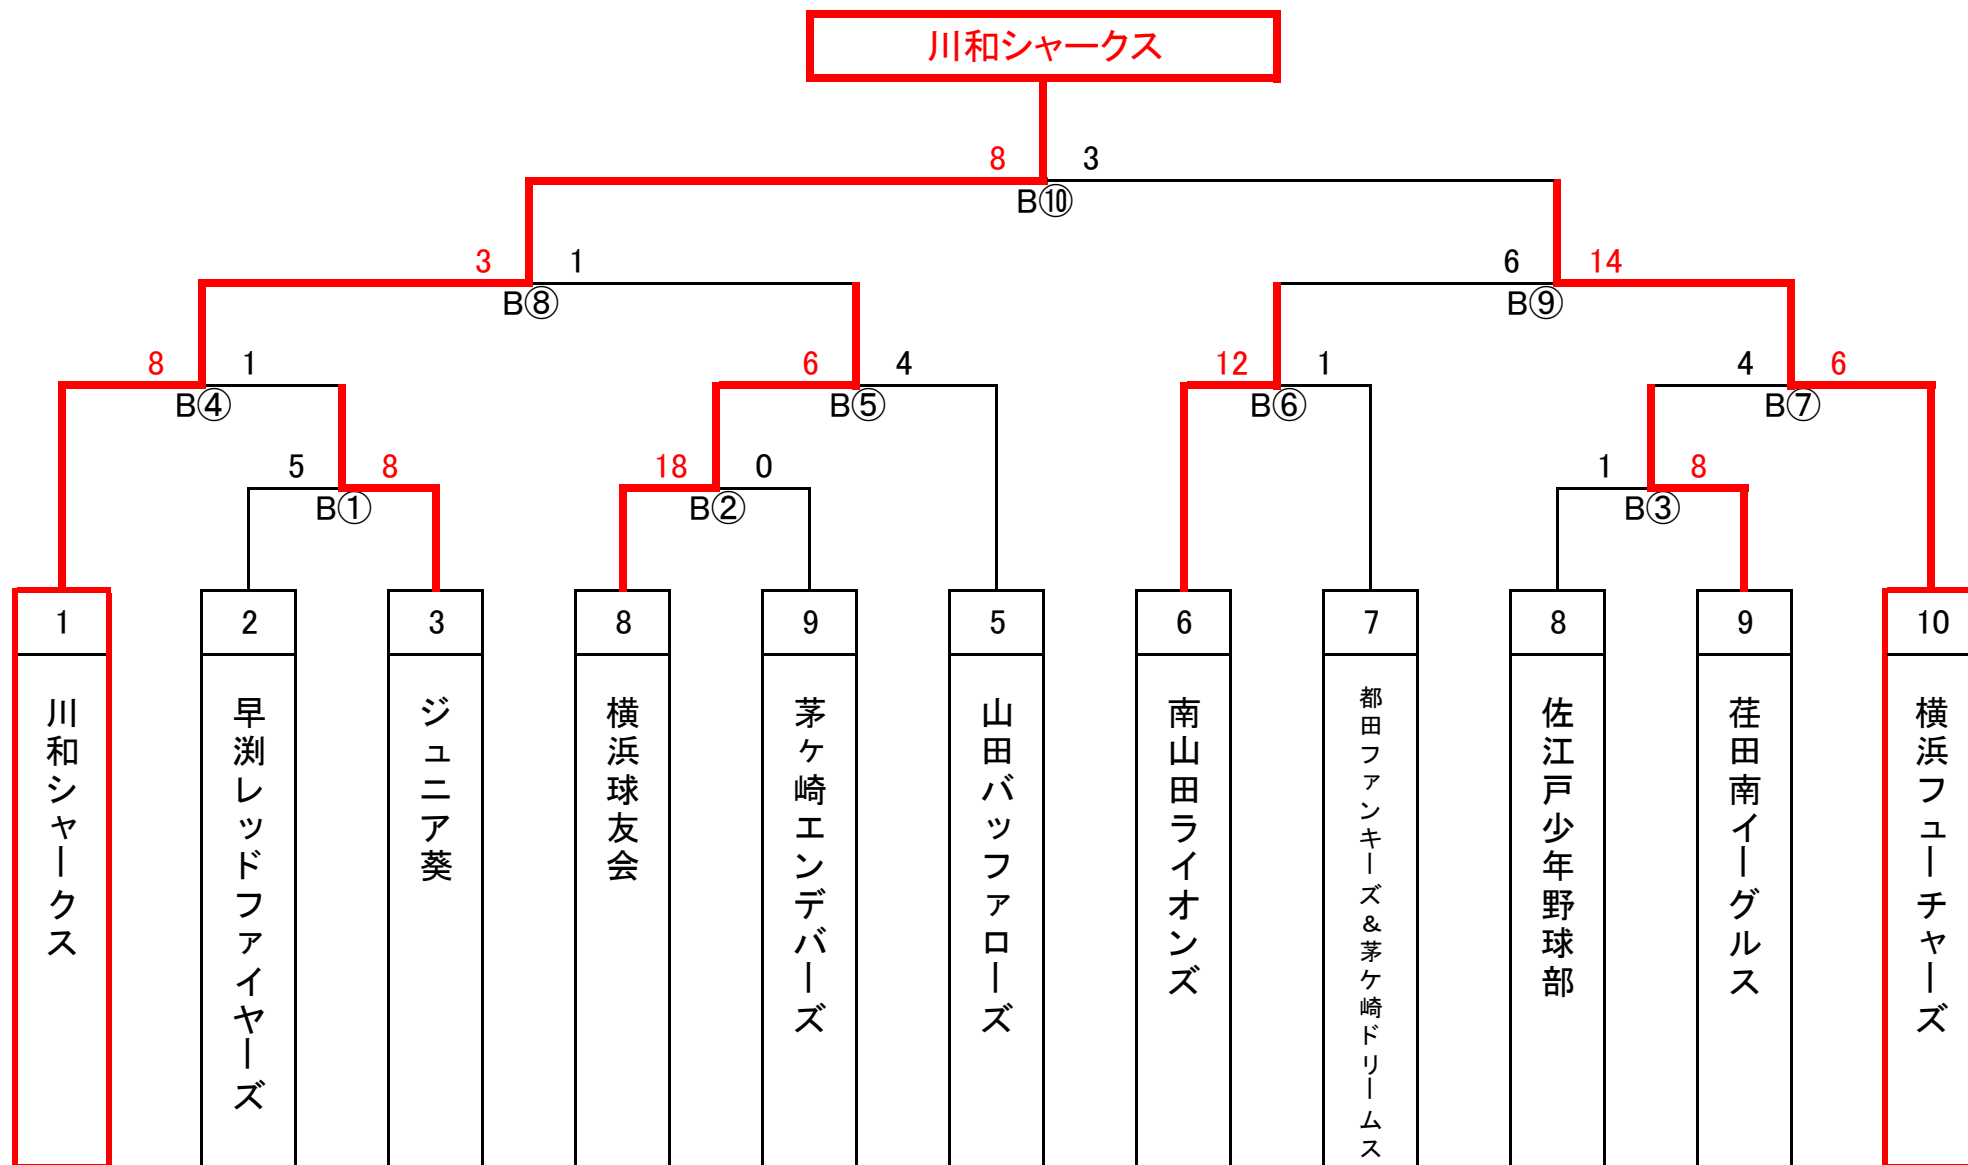 川和シャークス
8 3
B⑩
3 1 6 14
B⑧ B⑨
8 1 6 4 12 1 4 6
B④ B⑤ B⑥ B⑦
5 8 18 0 1 8
B① B② B③
1 2 3 8 9 5 6 7 8 9 10
川和シャークス
早渕レッドファイヤーズ
ジュニア葵
横浜球友会
茅ヶ崎エンデバーズ
山田バッファローズ
南山田ライオンズ
都田ファンキーズ&茅ケ崎ドリームス
佐江戸少年野球部
荏田南イーグルス
横浜フューチャーズ